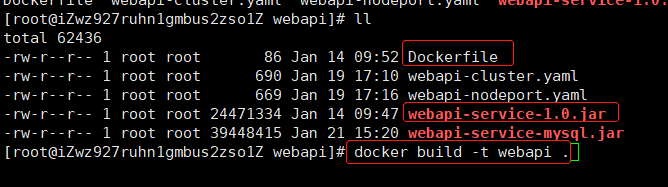 Dockerfile webapi-cluster.yaml webapi-nodeport.yaml webapi-service-1.0.
[root@iZwz927ruhn1gmbus2zso1Z webapi]# ll
total 62436
-rw-r--r-- 1 root root 86 Jan 14 09:52 Dockerfile
-rw-r--r-- 1 root root 690 Jan 19 17:10 webapi-cluster.yaml
-rw-r--r-- 1 root root 669 Jan 19 17:16 webapi-nodeport.yaml
-rw-r--r-- 1 root root 24471334 Jan 14 09:47 webapi-service-1.0.jar
-rw-r--r-- 1 root root 39448415 Jan 21 15:20 webapi-service-mysql.jar
[root@iZwz927ruhn1gmbus2zso1Z webapi]# docker build -t webapi .